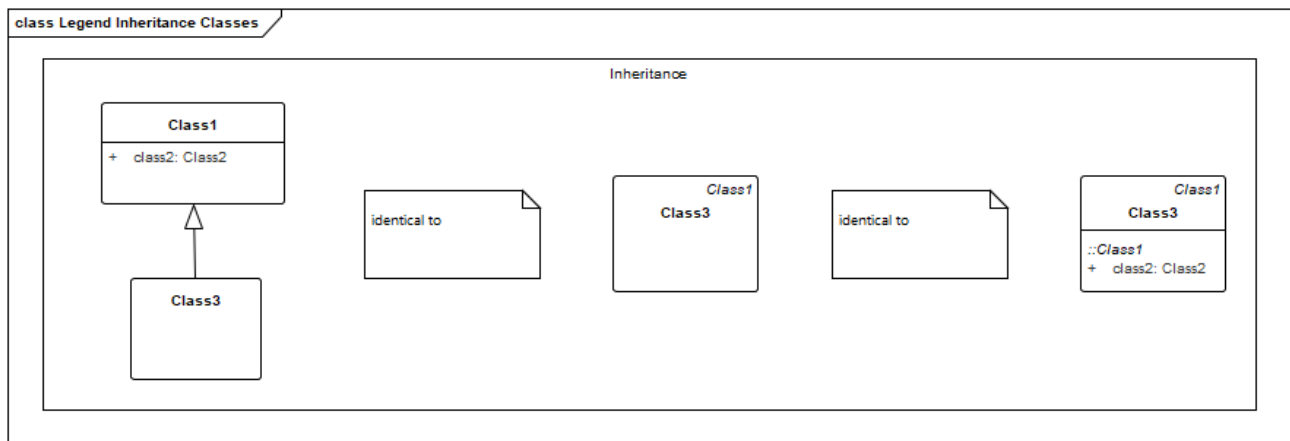 class Legend Inheritance Classes
Inheritance
Class1
+ class2: Class2
Class3
identical to
Class1
Class3
identical to
Class1
Class3
::Class1
+ class2: Class2